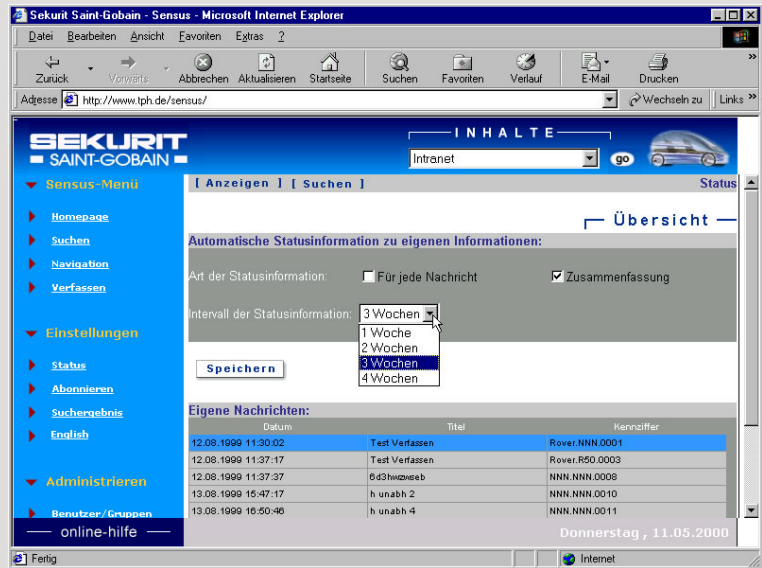 Sekurit Saint-Gobain - Sensus - Microsoft Internet Explorer
Datei Bearbeiten Ansicht Favoriten Extras ?
Zurück Vorwärts Abbrechen Aktualisieren Startseite Suchen Favoriten Verlauf E-Mail Drucken »
Adresse http://www.tph.de/sensus/ Wechseln zu Links »
INHALTE
SEKURIT
SAINT-GOBAIN
Intranet go
Sensus-Menü
[ Anzeigen ] [ Suchen ] Status
Homepage
Übersicht
Suchen
Automatische Statusinformation zu eigenen Informationen:
Navigation
Art der Statusinformation: Für jede Nachricht Zusammenfassung
Verfassen
Intervall der Statusinformation: 3 Wochen
Einstellungen
1 Woche
2 Wochen
3 Wochen
4 Wochen
Status
Speichern
Abonnieren
Suchergebnis
Eigene Nachrichten:
Datum Titel Kennziffer
English
12.08.1999 11:30:02 Test Verfassen Rover.NNN.0001
12.08.1999 11:37:17 Test Verfassen Rover.R50.0003
12.08.1999 11:37:37 6d3hwzwseb NNN.NNN.0008
Administrieren
13.08.1999 15:47:17 h unabh 2 NNN.NNN.0010
Benutzer/Gruppen
13.08.1999 16:50:46 h unabh 4 NNN.NNN.0011
online-hilfe
Donnerstag , 11.05.2000
Fertig Internet